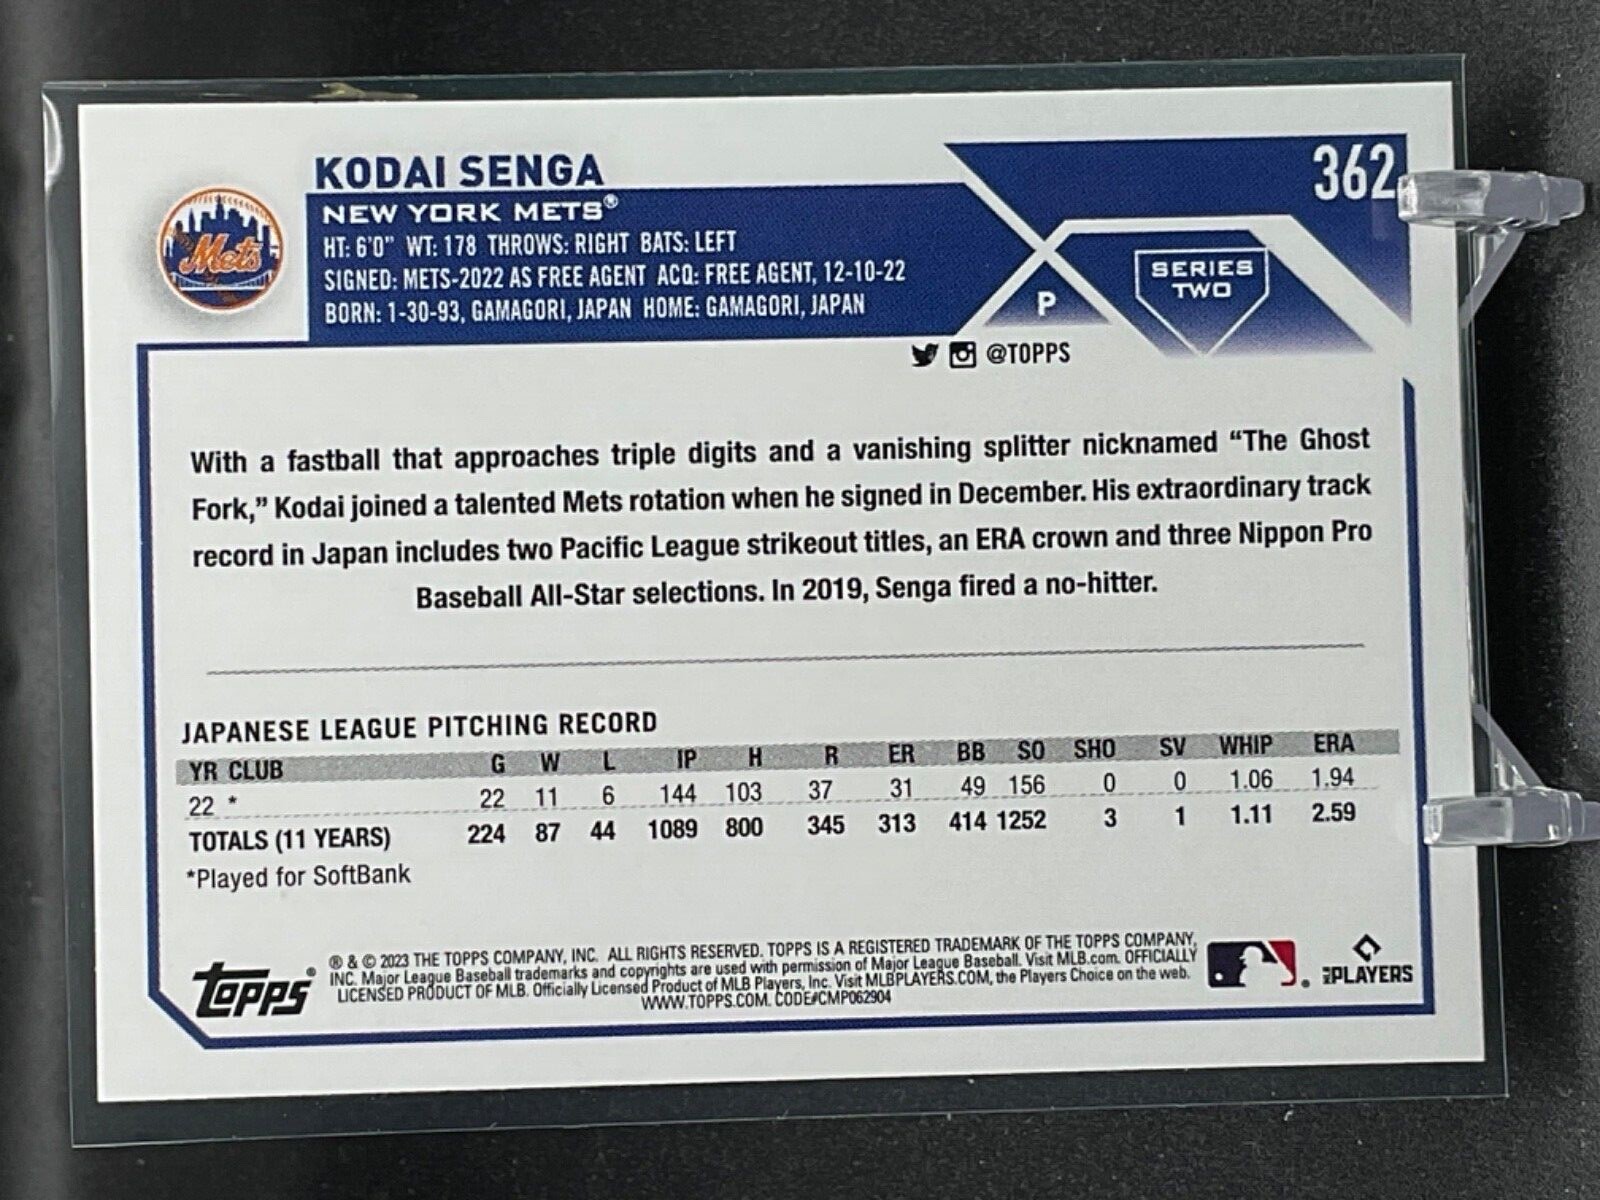 362
KODAI SENGA
Mets
NEW YORK METS®
HT: 6'0" WT: 178 THROWS: RIGHT BATS: LEFT
SIGNED: METS-2022 AS FREE AGENT ACQ: FREE AGENT, 12-10-22
BORN: 1-30-93, GAMAGORI, JAPAN HOME: GAMAGORI, JAPAN
P
SERIES
TWO
@TOPPS
With a fastball that approaches triple digits and a vanishing splitter nicknamed “The Ghost
Fork,” Kodai joined a talented Mets rotation when he signed in December. His extraordinary track
record in Japan includes two Pacific League strikeout titles, an ERA crown and three Nippon Pro
Baseball All-Star selections. In 2019, Senga fired a no-hitter.
JAPANESE LEAGUE PITCHING RECORD
YR CLUB G W L IP H R ER BB SO SHO SV WHIP ERA
22 * 22 11 6 144 103 37 31 49 156 0 0 1.06 1.94
TOTALS (11 YEARS) 224 87 44 1089 800 345 313 414 1252 3 1 1.11 2.59
*Played for SoftBank
topps®
® & © 2023 THE TOPPS COMPANY, INC. ALL RIGHTS RESERVED. TOPPS IS A REGISTERED TRADEMARK OF THE TOPPS COMPANY,
INC. Major League Baseball trademarks and copyrights are used with permission of Major League Baseball. Visit MLB.com. OFFICIALLY
LICENSED PRODUCT OF MLB. Officially Licensed Product of MLB Players, Inc. Visit MLBPLAYERS.COM, the Players Choice on the web.
WWW.TOPPS.COM. CODE#CMP062904
MLBPLAYERS